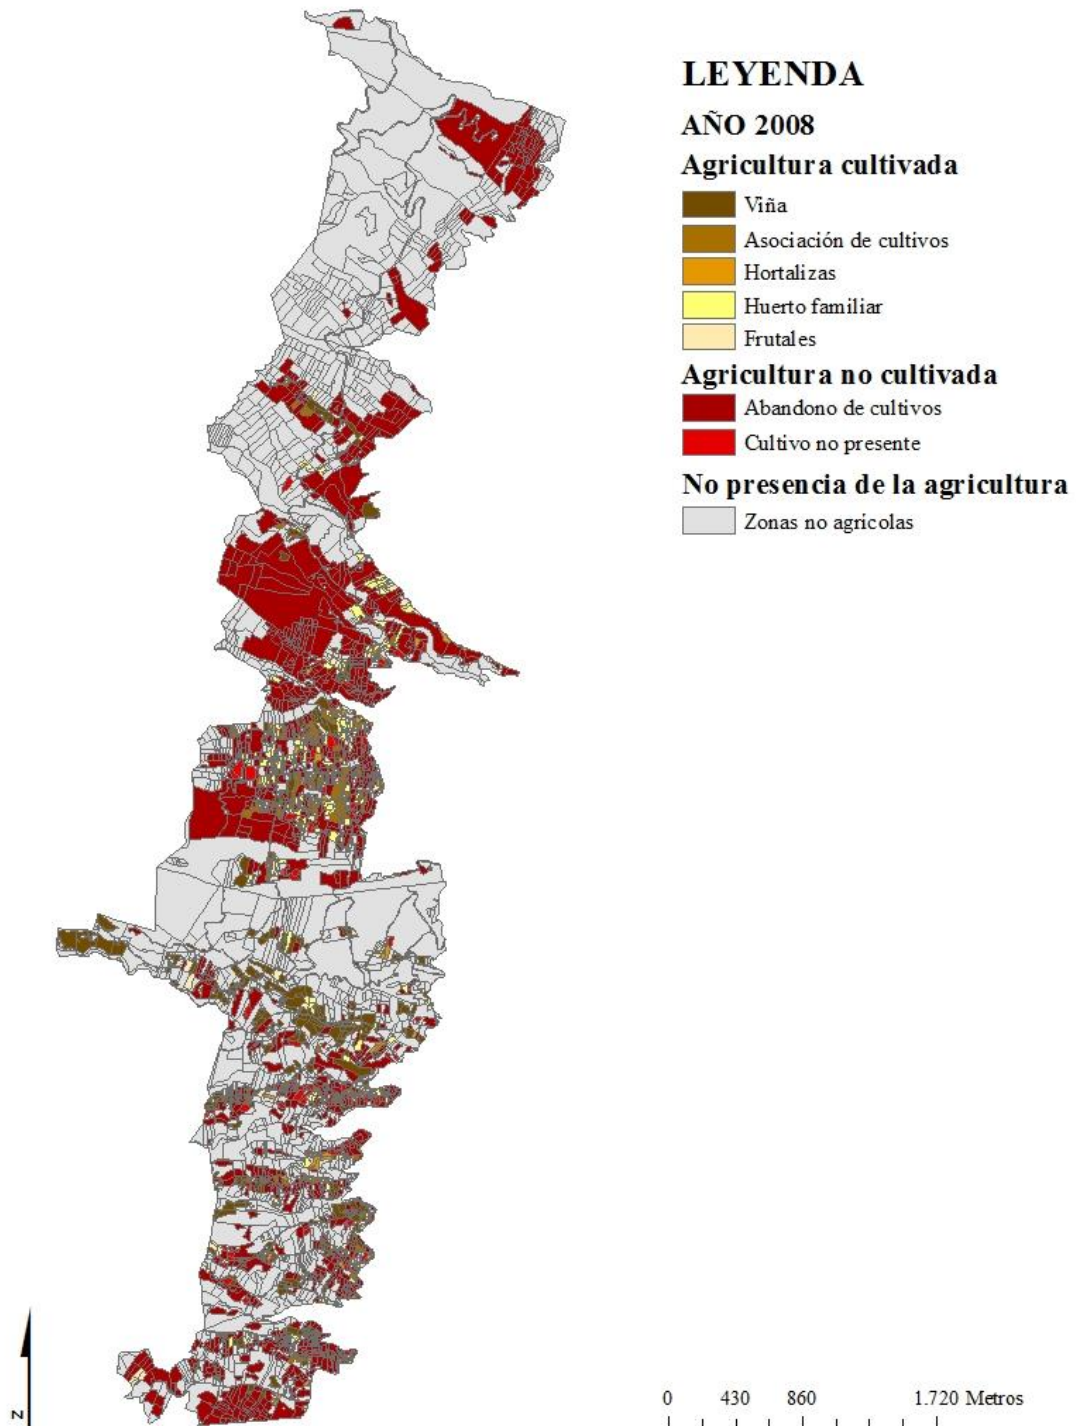 LEYENDA
AÑO 2008
Agricultura cultivada
Viña
Asociación de cultivos
Hortalizas
Huerto familiar
Frutales
Agricultura no cultivada
Abandono de cultivos
Cultivo no presente
No presencia de la agricultura
Zonas no agrícolas
N
0 430 860 1.720 Metros